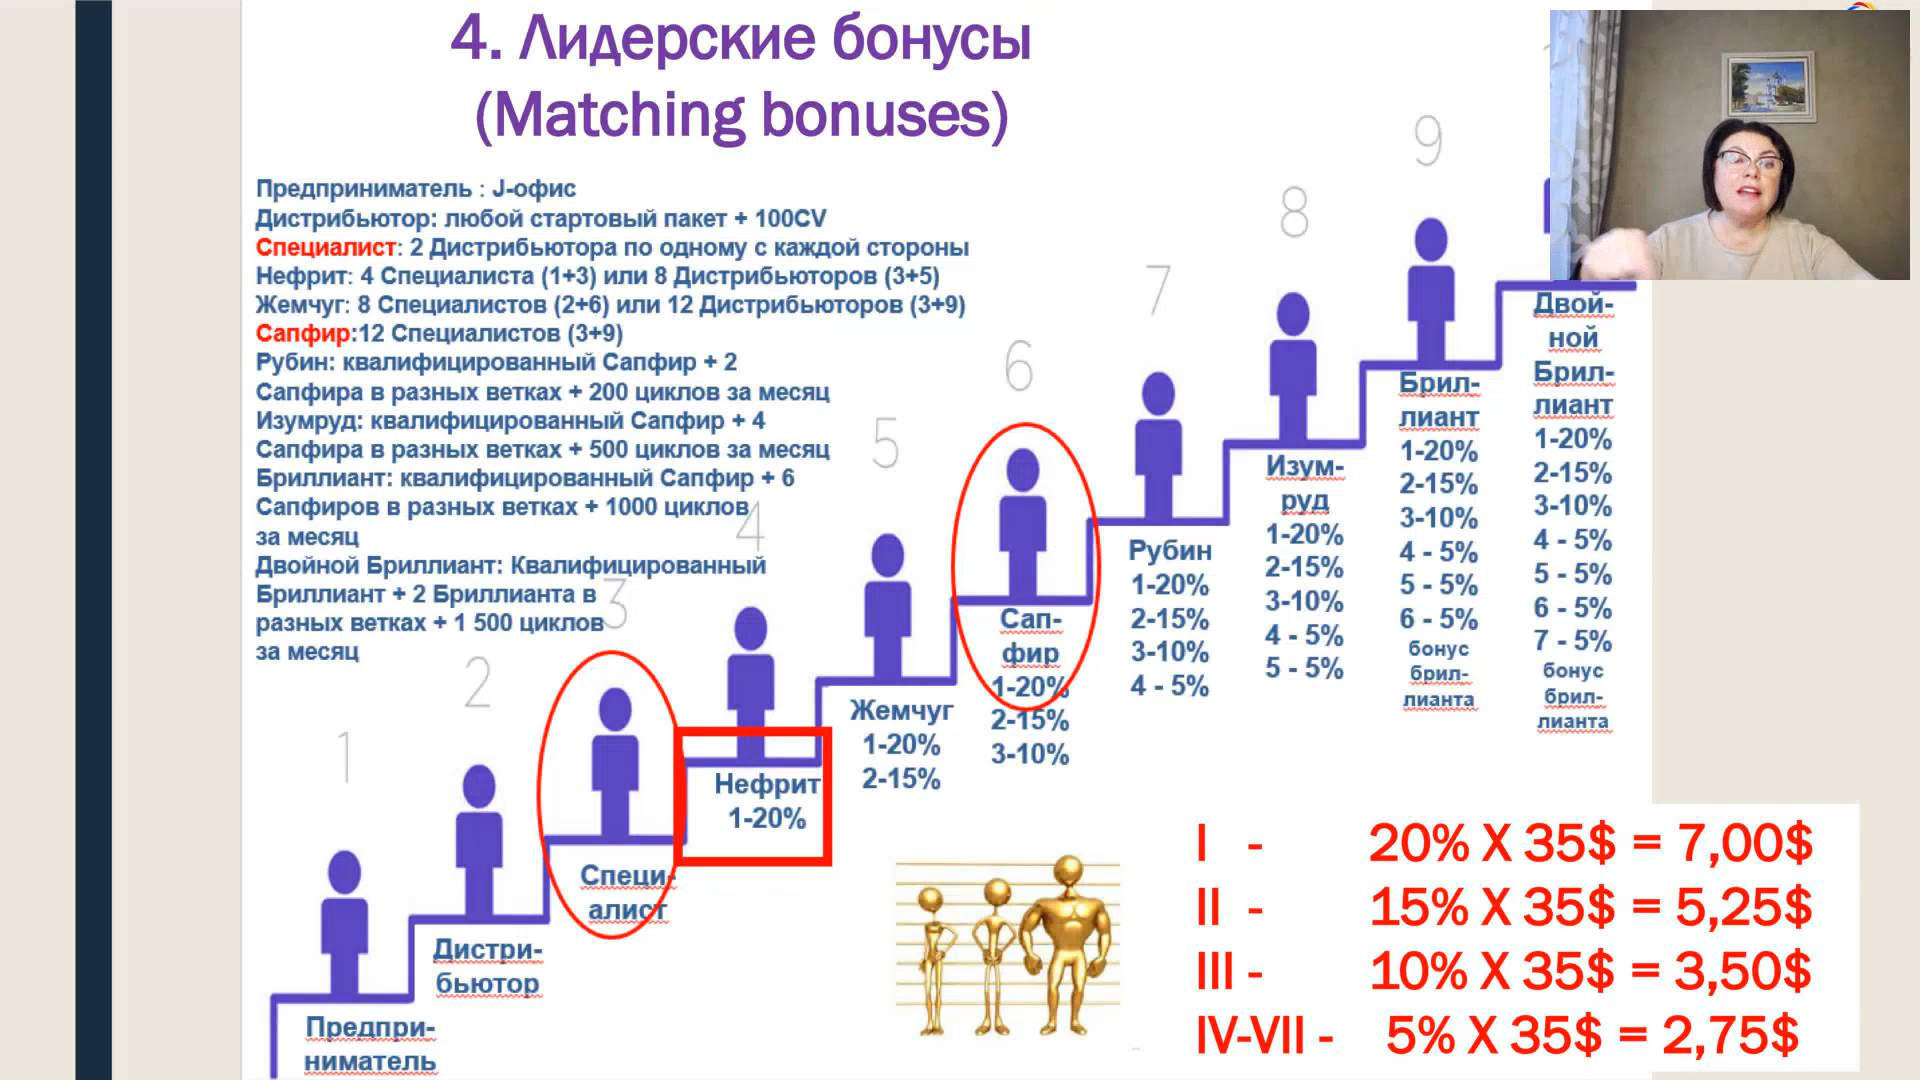 4. Лидерские бонусы
(Matching bonuses)
Предприниматель : J-офис
Дистрибьютор: любой стартовый пакет + 100CV
Специалист: 2 Дистрибьютора по одному с каждой стороны
Нефрит: 4 Специалиста (1+3) или 8 Дистрибьюторов (3+5)
Жемчуг: 8 Специалистов (2+6) или 12 Дистрибьюторов (3+9)
Сапфир:12 Специалистов (3+9)
Рубин: квалифицированный Сапфир + 2
Сапфира в разных ветках + 200 циклов за месяц
Изумруд: квалифицированный Сапфир + 4
Сапфира в разных ветках + 500 циклов за месяц
Бриллиант: квалифицированный Сапфир + 6
Сапфиров в разных ветках + 1000 циклов
за месяц
Двойной Бриллиант: Квалифицированный
Бриллиант + 2 Бриллианта в
разных ветках + 1 500 циклов
за месяц
1
Предпри-
ниматель
2
Дистри-
бьютор
3
Специ-
алист
4
Нефрит
1-20%
5
Жемчуг
1-20%
2-15%
6
Сап-
фир
1-20%
2-15%
3-10%
7
Рубин
1-20%
2-15%
3-10%
4 - 5%
8
Изум-
руд
1-20%
2-15%
3-10%
4 - 5%
5 - 5%
9
Брил-
лиант
1-20%
2-15%
3-10%
4 - 5%
5 - 5%
6 - 5%
бонус
брил-
лианта
Двой-
ной
Брил-
лиант
1-20%
2-15%
3-10%
4 - 5%
5 - 5%
6 - 5%
7 - 5%
бонус
брил-
лианта
I - 20% X 35$ = 7,00$
II - 15% X 35$ = 5,25$
III - 10% X 35$ = 3,50$
IV-VII - 5% X 35$ = 2,75$